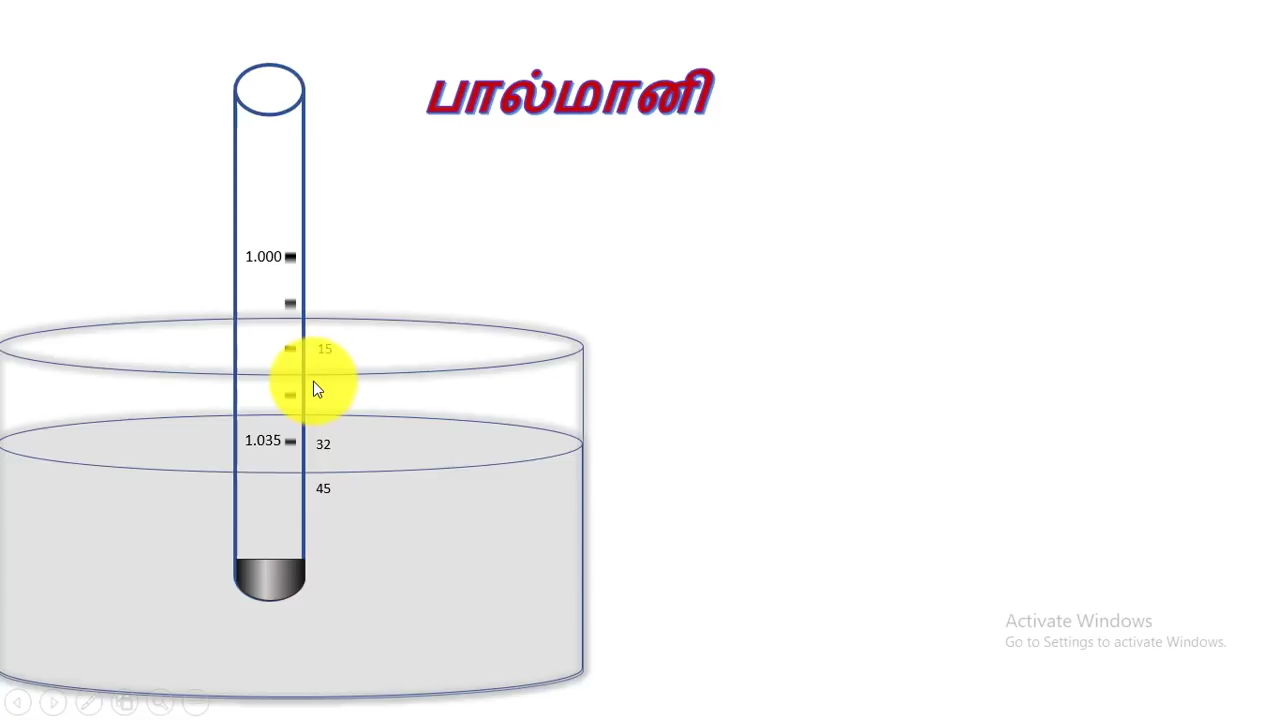 பால்மானி
1.000
15
1.035
32
45
Activate Windows
Go to Settings to activate Windows.